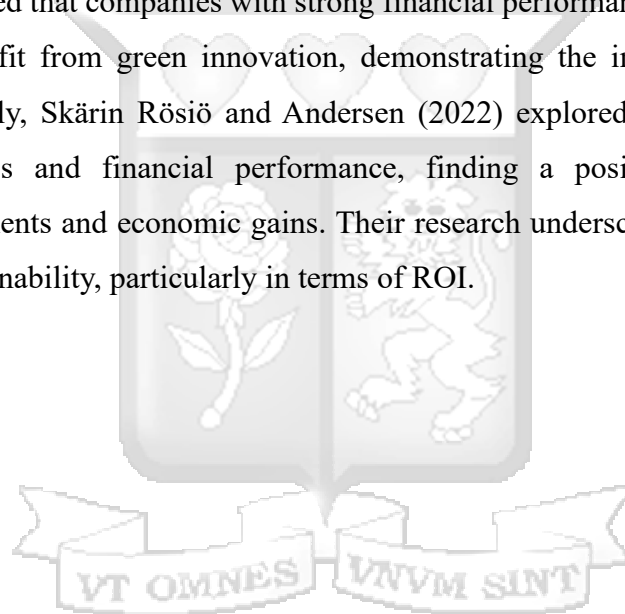 ed that companies with strong financial performan
fit from green innovation, demonstrating the i
ly, Skärin Rösiö and Andersen (2022) explored
s and financial performance, finding a posi
ents and economic gains. Their research undersc
nability, particularly in terms of ROI.
VT OMNES VNVM SINT